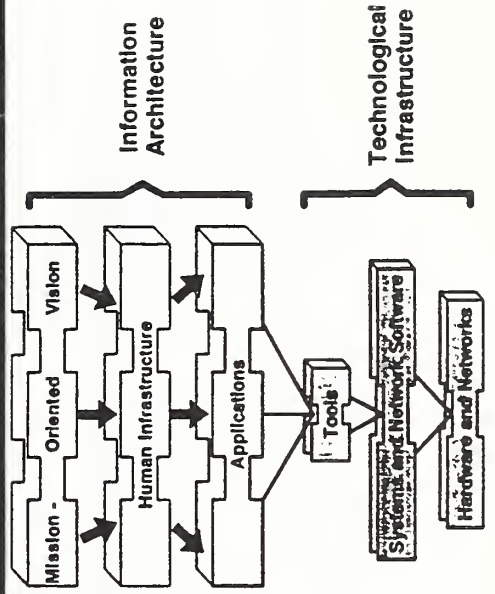 Mission - Oriented Vision
Human Infrastructure
Applications
Tools
Systems and Network Software
Hardware and Networks
Information
Architecture
Technological
Infrastructure